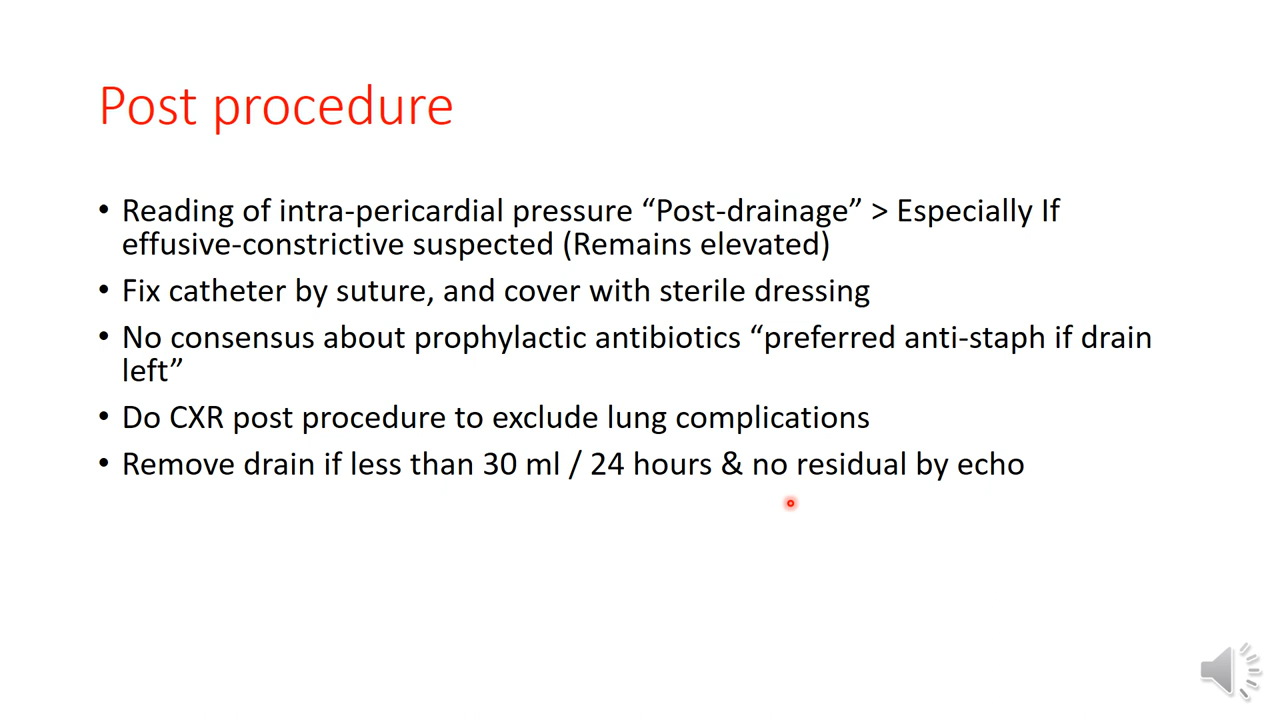 Post procedure
• Reading of intra-pericardial pressure “Post-drainage” > Especially If
effusive-constrictive suspected (Remains elevated)
• Fix catheter by suture, and cover with sterile dressing
• No consensus about prophylactic antibiotics “preferred anti-staph if drain
left”
• Do CXR post procedure to exclude lung complications
• Remove drain if less than 30 ml / 24 hours & no residual by echo